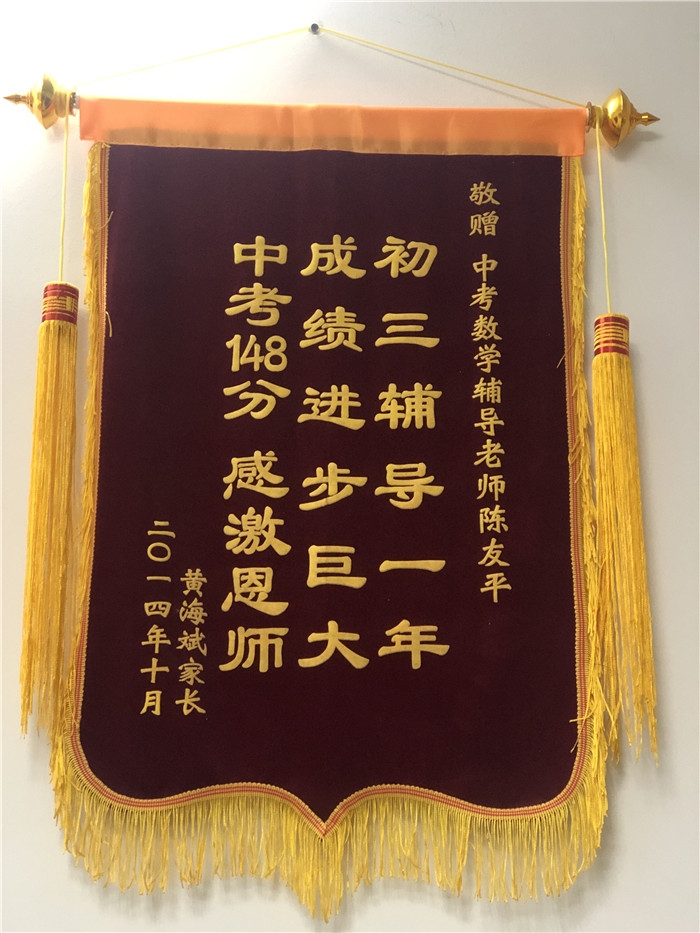 敬赠 中考数学辅导老师陈友平
初三辅导一年
成绩进步巨大
中考148分 感激恩师
黄海斌家长
二〇一四年十月